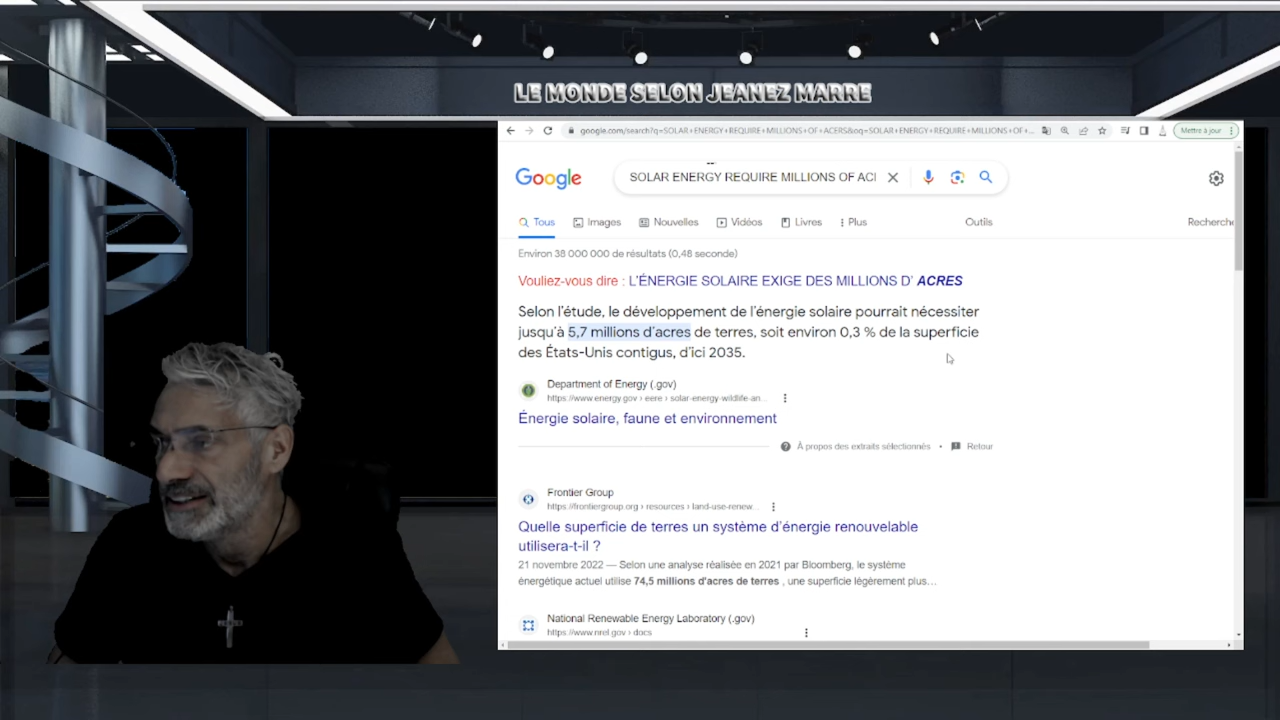 LE MONDE SELON JEANEZ MARRE
google.com/search?q=SOLAR+ENERGY+REQUIRE+MILLIONS+OF+ACERS&oq=SOLAR+ENERGY+REQUIRE+MILLIONS+OF+...
Mettre à jour
Google
SOLAR ENERGY REQUIRE MILLIONS OF ACI
Tous Images Nouvelles Vidéos Livres Plus Outils Recherche
Environ 38 000 000 de résultats (0,48 seconde)
Vouliez-vous dire : L'ÉNERGIE SOLAIRE EXIGE DES MILLIONS D' ACRES
Selon l'étude, le développement de l'énergie solaire pourrait nécessiter
jusqu'à 5,7 millions d'acres de terres, soit environ 0,3 % de la superficie
des États-Unis contigus, d'ici 2035.
Department of Energy (.gov)
https://www.energy.gov › eere › solar-energy-wildlife-an...
Énergie solaire, faune et environnement
À propos des extraits sélectionnés • Retour
Frontier Group
https://frontiergroup.org › resources › land-use-renew...
Quelle superficie de terres un système d'énergie renouvelable
utilisera-t-il ?
21 novembre 2022 — Selon une analyse réalisée en 2021 par Bloomberg, le système
énergétique actuel utilise 74,5 millions d'acres de terres , une superficie légèrement plus...
National Renewable Energy Laboratory (.gov)
https://www.nrel.gov › docs